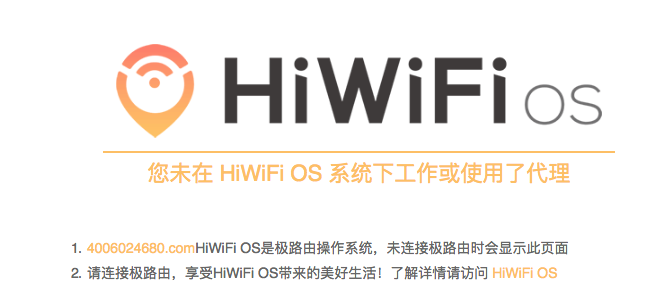 HiWiFi OS
您未在 HiWiFi OS 系统下工作或使用了代理
1. 4006024680.comHiWiFi OS是极路由操作系统，未连接极路由时会显示此页面
2. 请连接极路由，享受HiWiFi OS带来的美好生活！了解详情请访问 HiWiFi OS